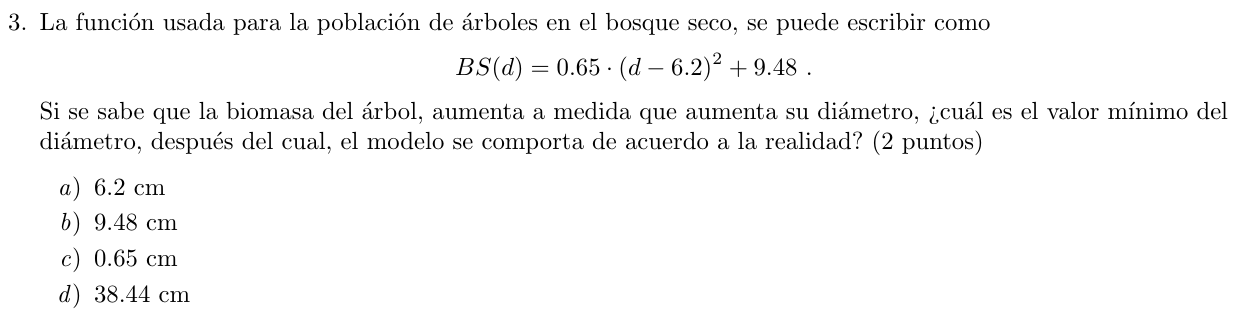 3. La función usada para la población de árboles en el bosque seco, se puede escribir como
BS(d) = 0.65 · (d − 6.2)² + 9.48 .
Si se sabe que la biomasa del árbol, aumenta a medida que aumenta su diámetro, ¿cuál es el valor mínimo del
diámetro, después del cual, el modelo se comporta de acuerdo a la realidad? (2 puntos)
a) 6.2 cm
b) 9.48 cm
c) 0.65 cm
d) 38.44 cm